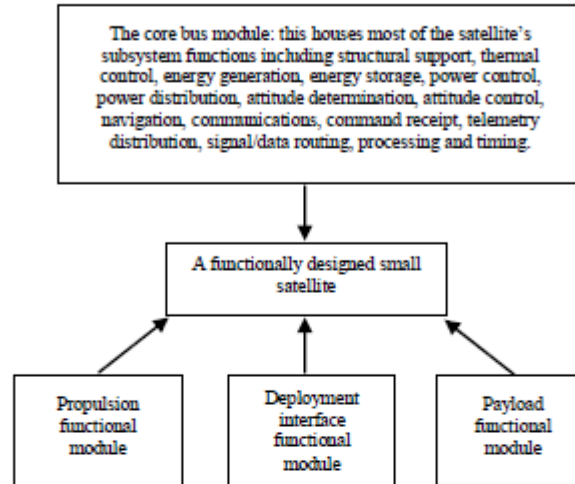 The core bus module: this houses most of the satellite's
subsystem functions including structural support, thermal
control, energy generation, energy storage, power control,
power distribution, attitude determination, attitude control,
navigation, communications, command receipt, telemetry
distribution, signal/data routing, processing and timing.
A functionally designed small
satellite
Propulsion
functional
module
Deployment
interface
functional
module
Payload
functional
module